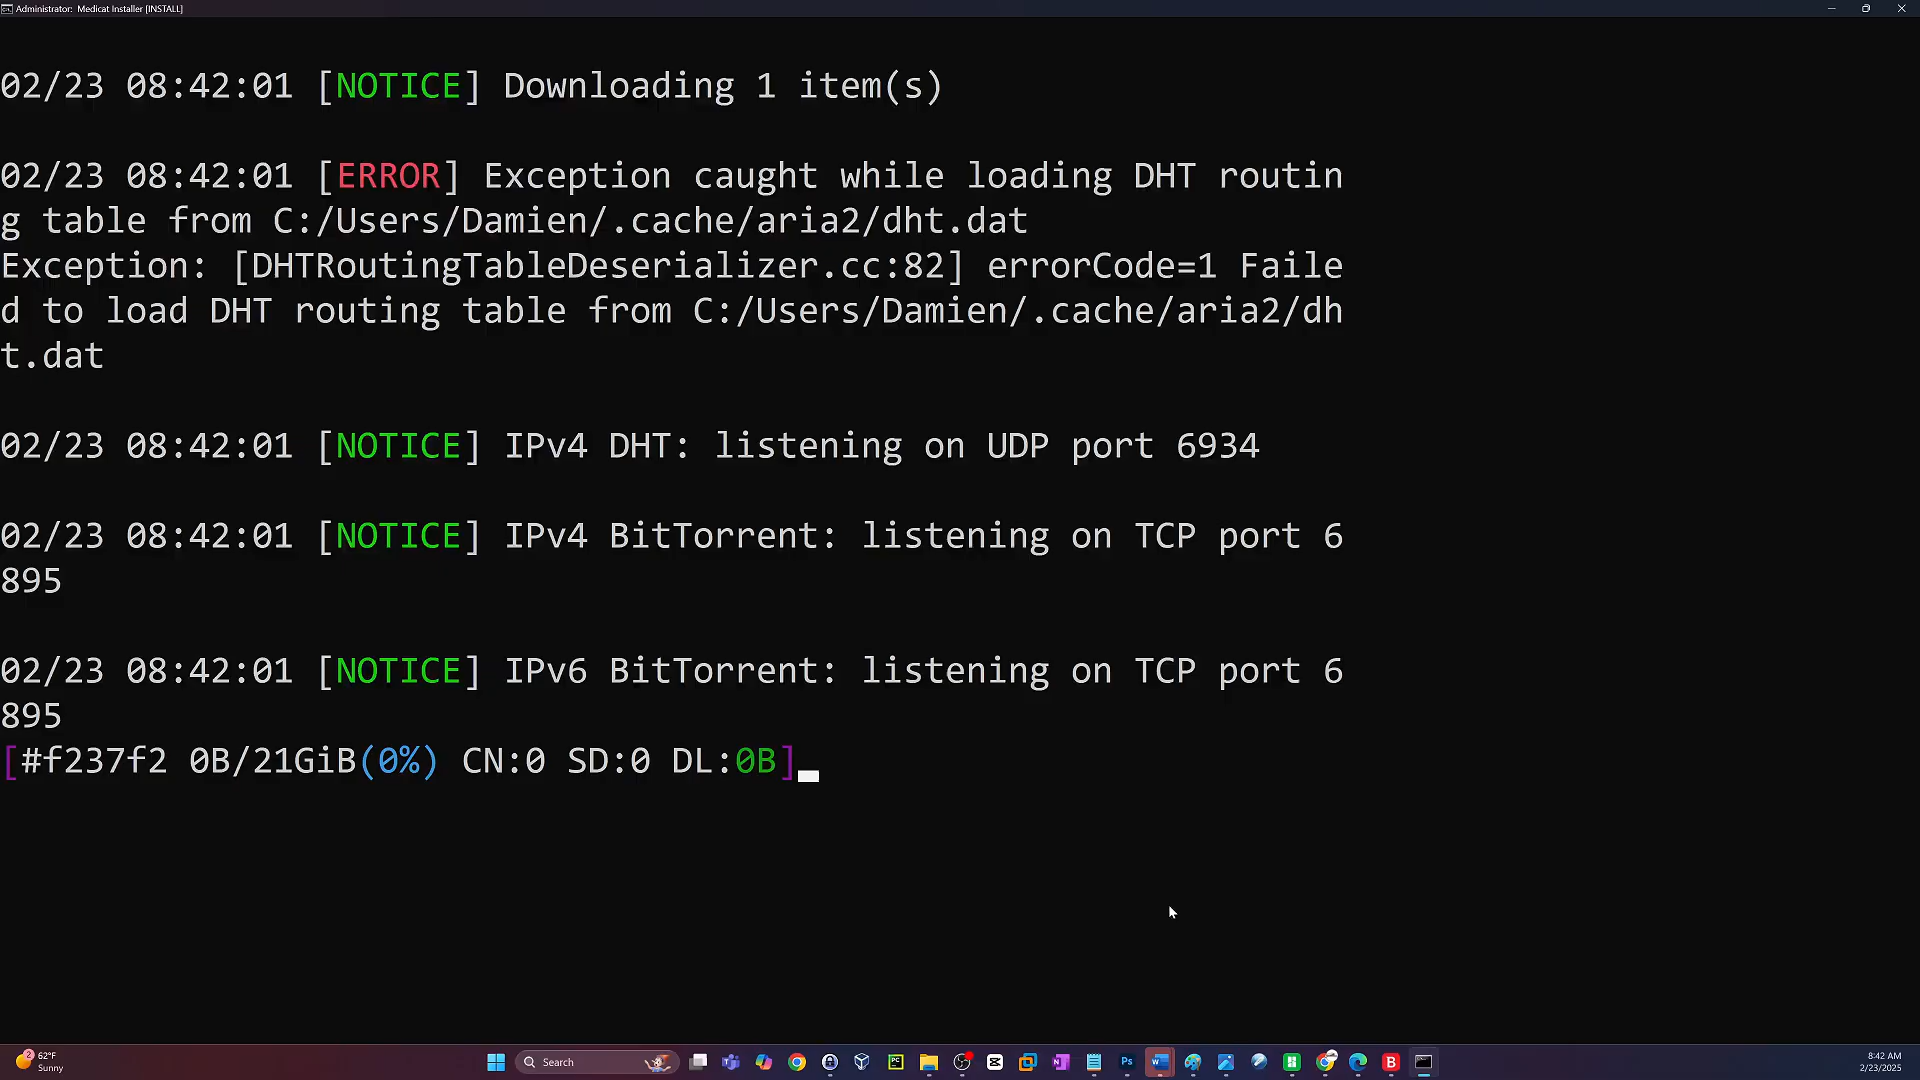 Administrator: Medicat Installer [INSTALL]
02/23 08:42:01 [NOTICE] Downloading 1 item(s)
02/23 08:42:01 [ERROR] Exception caught while loading DHT routin
g table from C:/Users/Damien/.cache/aria2/dht.dat
Exception: [DHTRoutingTableDeserializer.cc:82] errorCode=1 Faile
d to load DHT routing table from C:/Users/Damien/.cache/aria2/dh
t.dat
02/23 08:42:01 [NOTICE] IPv4 DHT: listening on UDP port 6934
02/23 08:42:01 [NOTICE] IPv4 BitTorrent: listening on TCP port 6
895
02/23 08:42:01 [NOTICE] IPv6 BitTorrent: listening on TCP port 6
895
[#f237f2 0B/21GiB(0%) CN:0 SD:0 DL:0B]
2
62°F
Sunny
Search
PC
Ps
B
8:42 AM
2/23/2025